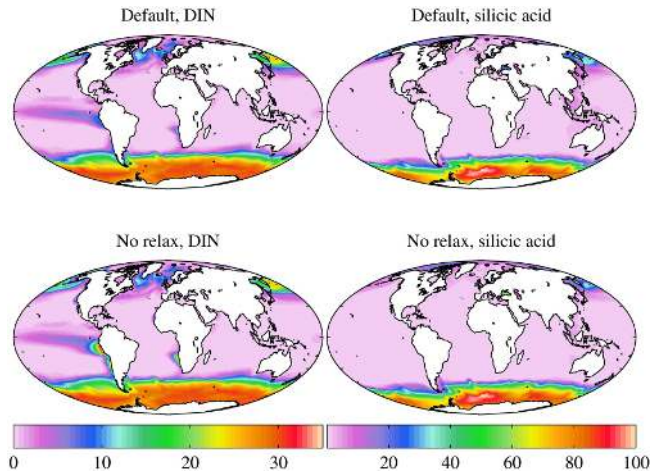 Default, DIN
Default, silicic acid
No relax, DIN
No relax, silicic acid
0 10 20 30
20 40 60 80 100